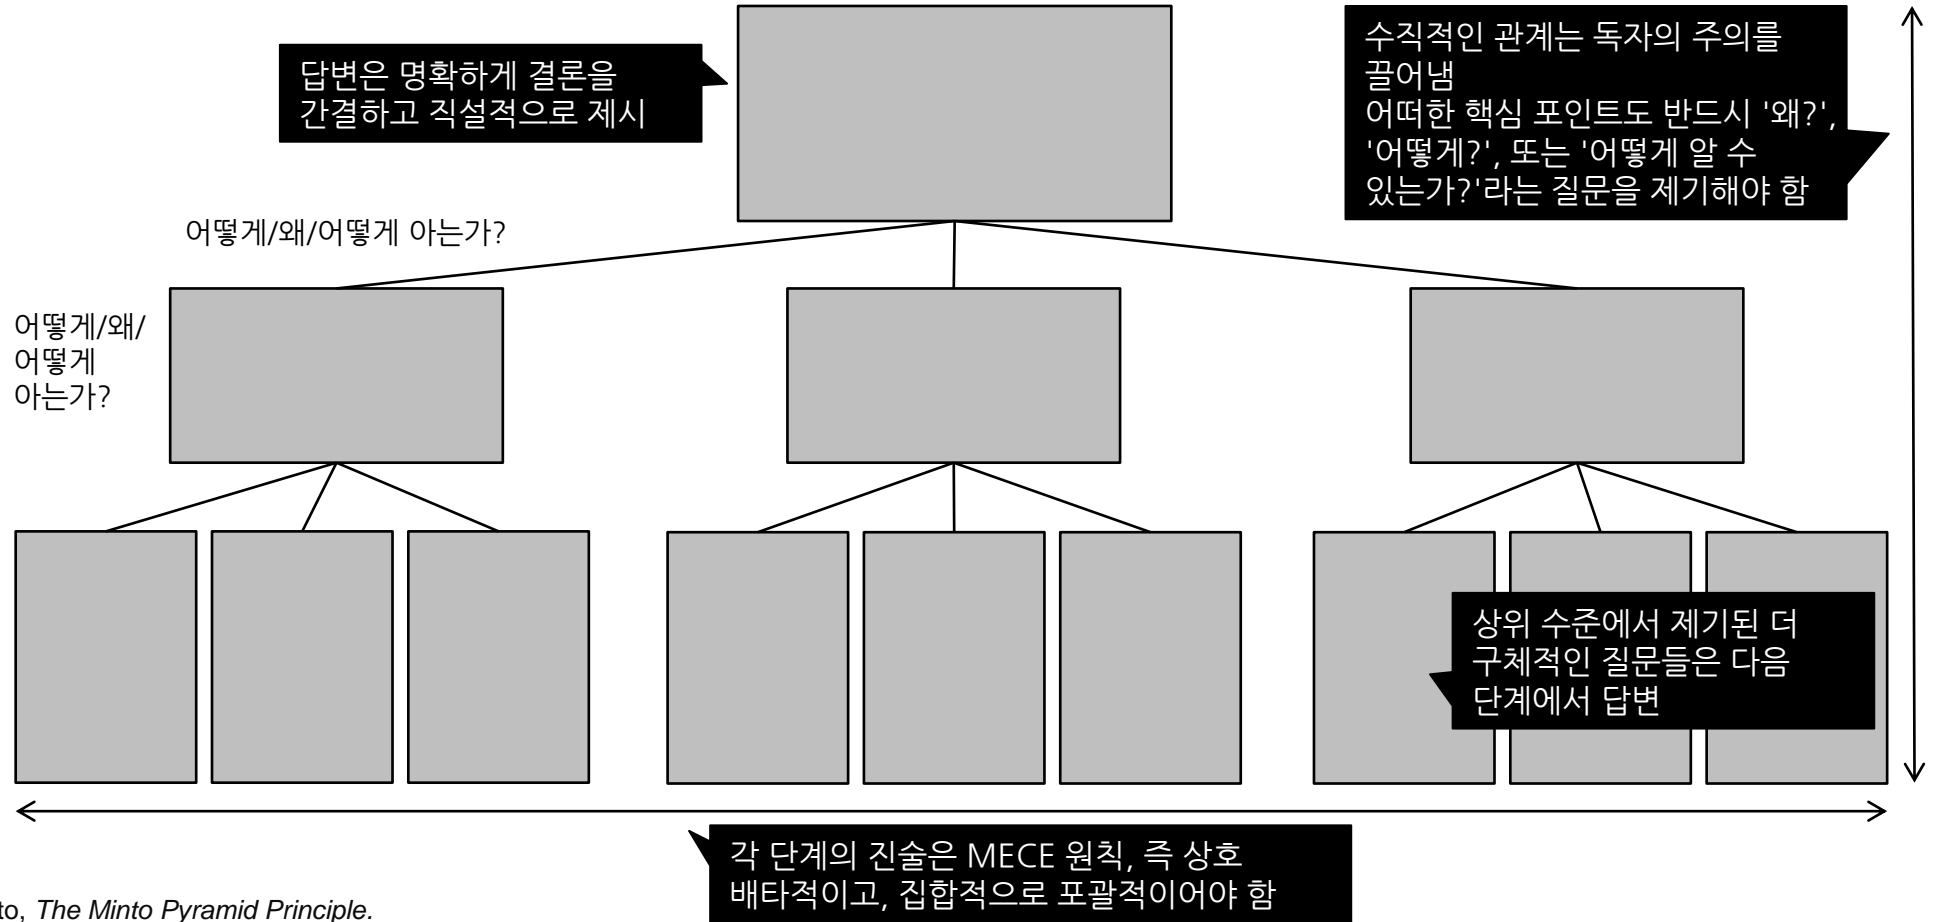 답변은 명확하게 결론을
간결하고 직설적으로 제시
수직적인 관계는 독자의 주의를
끌어냄
어떠한 핵심 포인트도 반드시 '왜?',
'어떻게?', 또는 '어떻게 알 수
있는가?'라는 질문을 제기해야 함
어떻게/왜/어떻게 아는가?
어떻게/왜/
어떻게
아는가?
상위 수준에서 제기된 더
구체적인 질문들은 다음
단계에서 답변
각 단계의 진술은 MECE 원칙, 즉 상호
배타적이고, 집합적으로 포괄적이어야 함
The Minto Pyramid Principle.